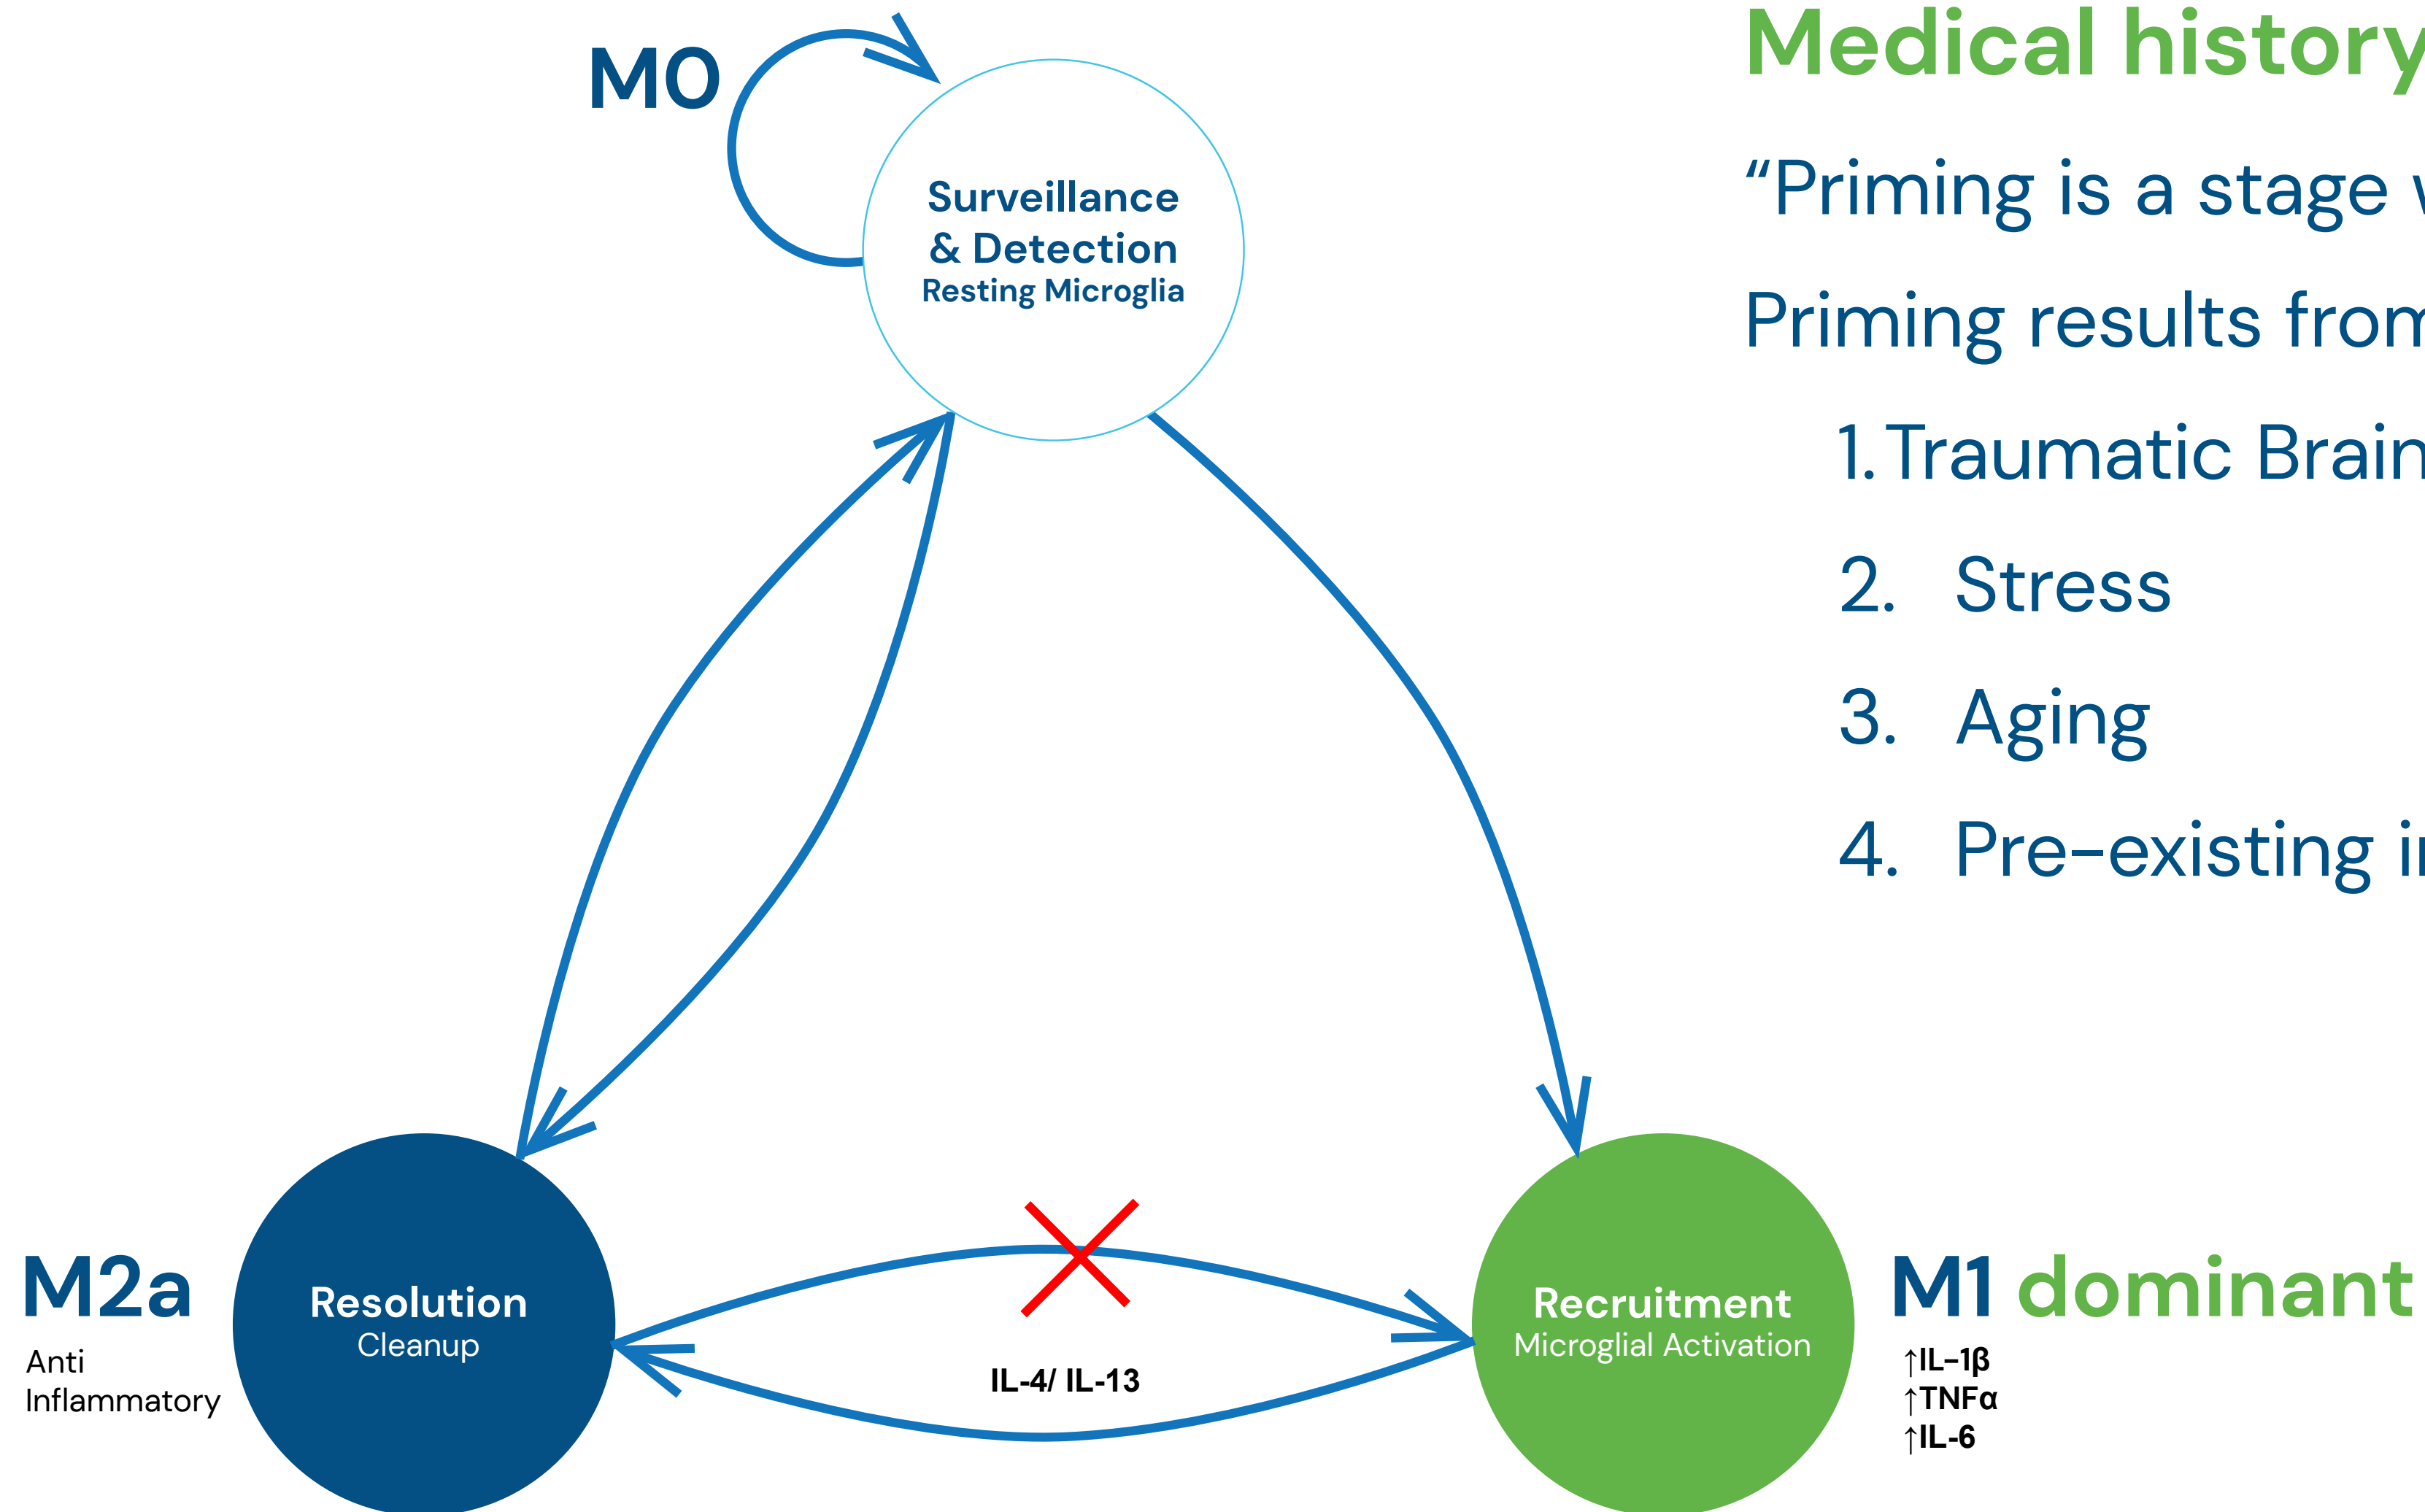 M0
Surveillance
& Detection
Resting Microglia
Medical history
“Priming is a stage
Priming results from
1. Traumatic Brain
2. Stress
3. Aging
4. Pre-existing
M2a
Anti
Inflammatory
Resolution
Cleanup
IL-4/ IL-13
Recruitment
Microglial Activation
M1 dominant
↑IL-1β
↑TNFα
↑IL-6